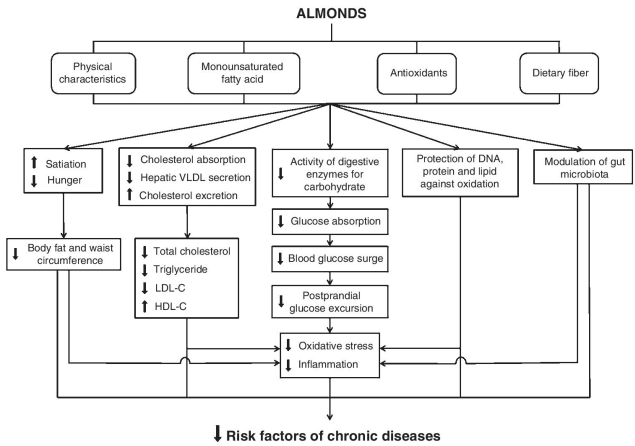 ALMONDS
Physical
characteristics
Monounsaturated
fatty acid
Antioxidants
Dietary fiber
Satiation
Hunger
Cholesterol absorption
Hepatic VLDL secretion
Cholesterol excretion
Activity of digestive
enzymes for
carbohydrate
Protection of DNA,
protein and lipid
against oxidation
Modulation of gut
microbiota
Glucose absorption
Body fat and waist
circumference
Total cholesterol
Triglyceride
LDL-C
HDL-C
Blood glucose surge
Postprandial
glucose excursion
Oxidative stress
Inflammation
Risk factors of chronic diseases